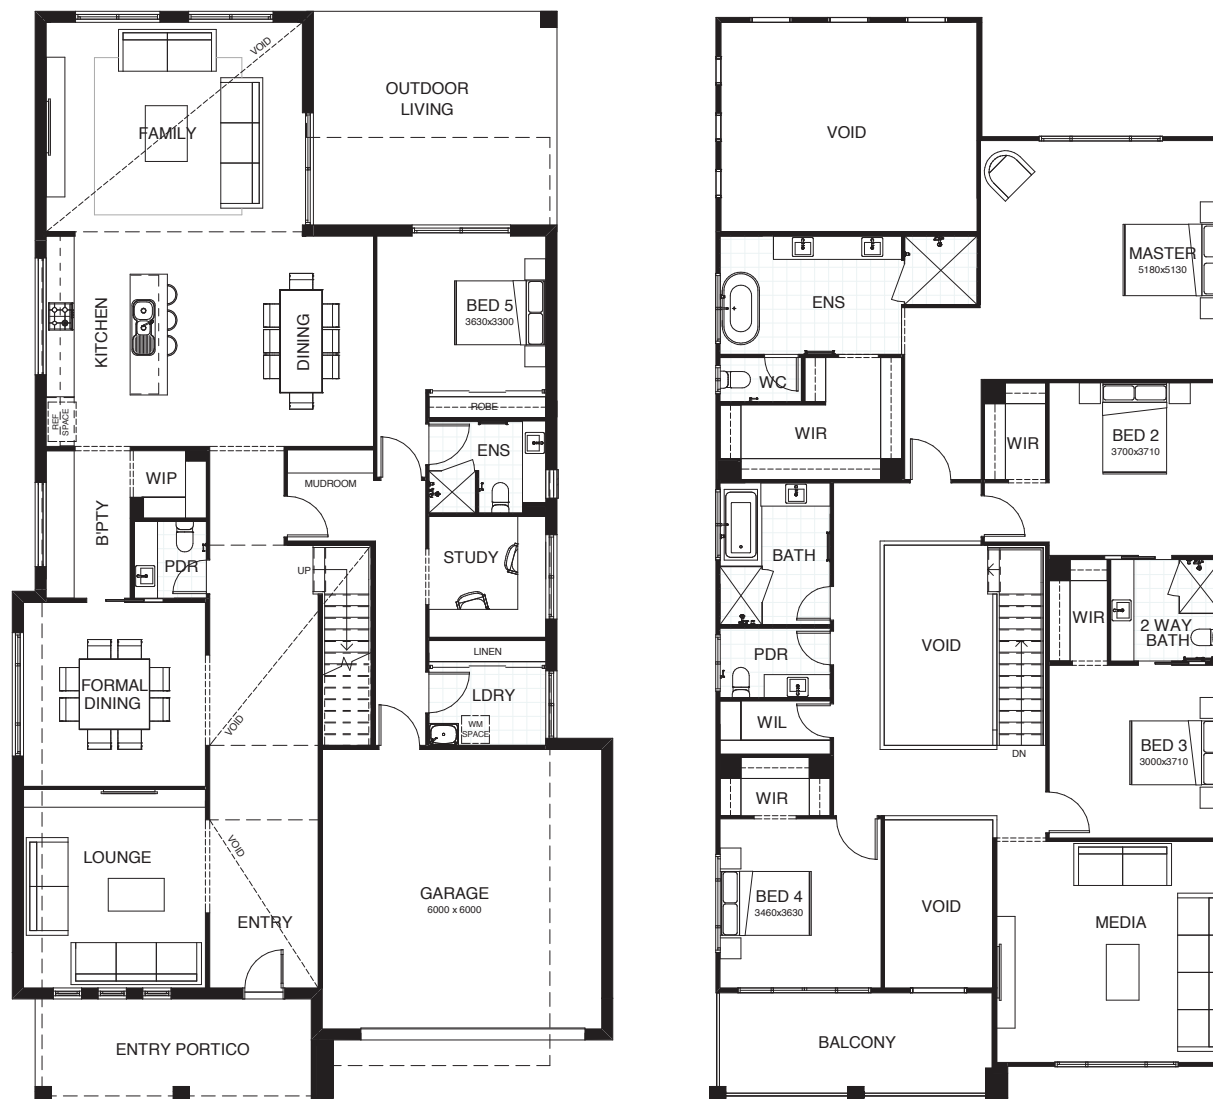 VOID
OUTDOOR
LIVING
FAMILY
KITCHEN
DINING
BED 5
3630x3300
REF
SPACE
ROBE
ENS
WIP
MUDROOM
B'PTY
PDR
UP
STUDY
LINEN
LDRY
WM
SPACE
FORMAL
DINING
VOID
VOID
LOUNGE
ENTRY
GARAGE
6000 x 6000
ENTRY PORTICO
VOID
MASTER
5180x5130
ENS
WC
WIR
WIR
BED 2
3700x3710
BATH
VOID
WIR
2 WAY
BATH
PDR
WIL
DN
BED 3
3000x3710
WIR
BED 4
3460x3630
VOID
MEDIA
BALCONY